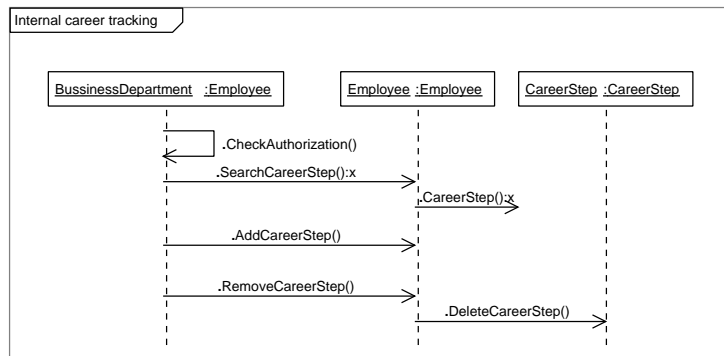 Internal career tracking
BussinessDepartment :Employee
Employee :Employee
CareerStep :CareerStep
.CheckAuthorization()
.SearchCareerStep():x
.CareerStep():x
.AddCareerStep()
.RemoveCareerStep()
.DeleteCareerStep()